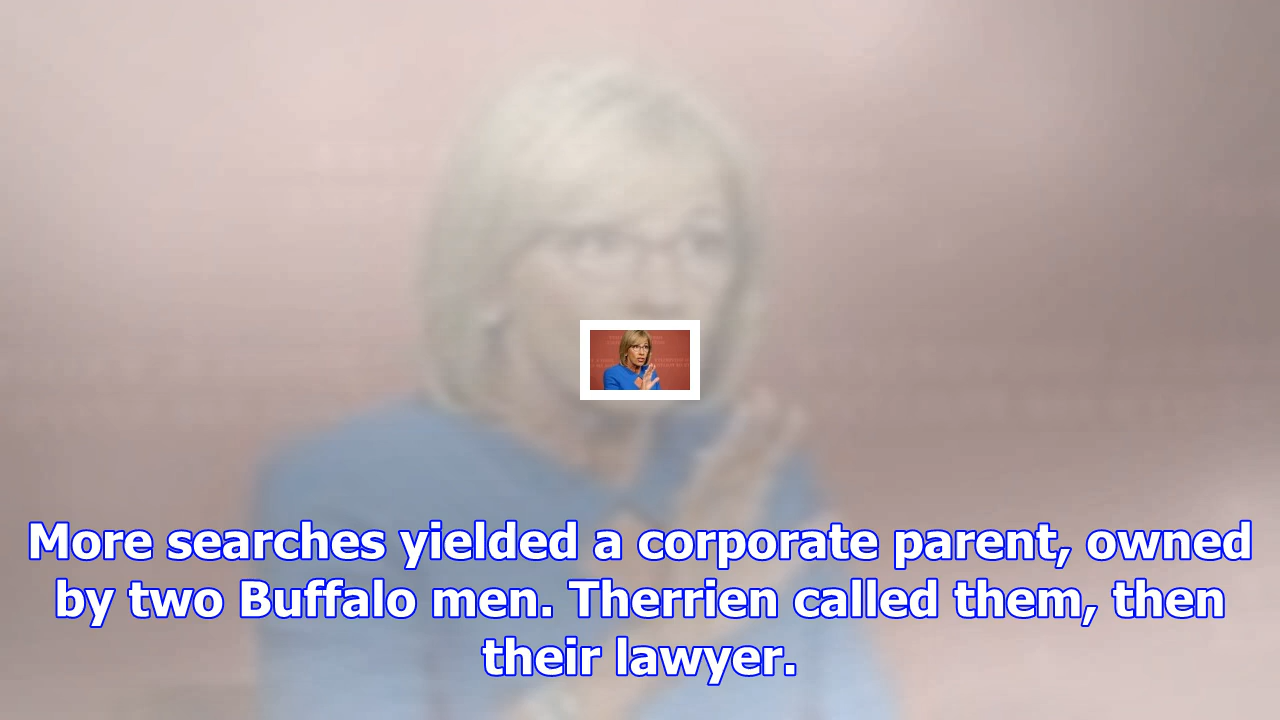 More searches yielded a corporate parent, owned
by two Buffalo men. Therrien called them, then
their lawyer.